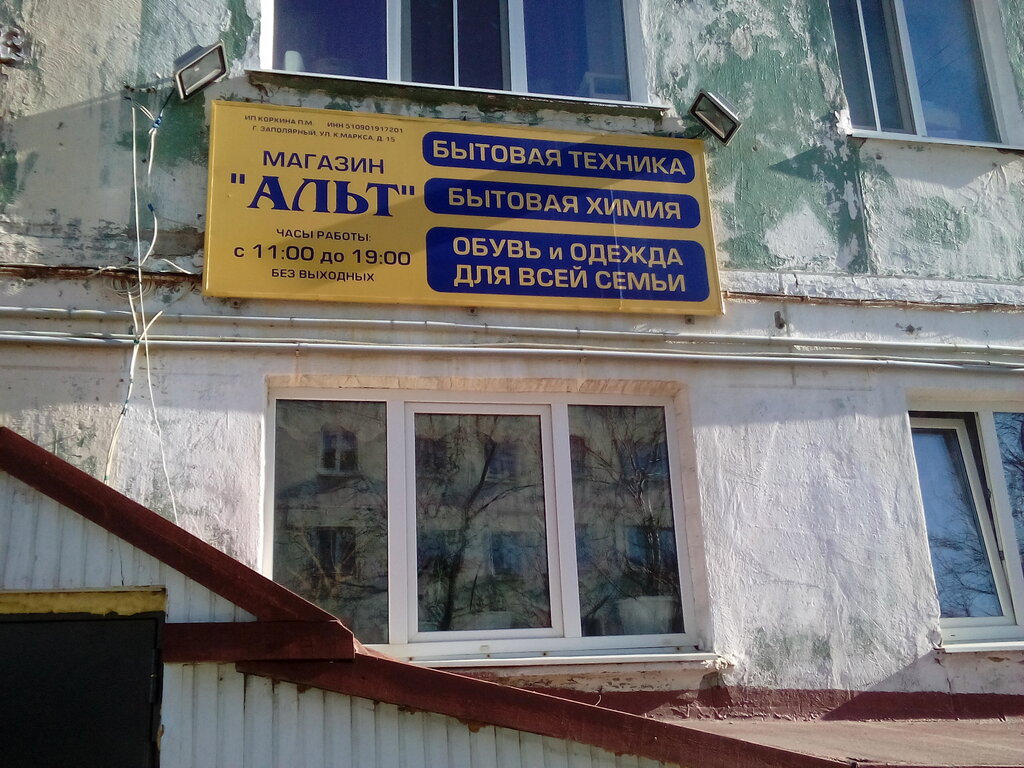 ИП КОРКИНА П.М. ИНН 510901917201
Г. ЗАПОЛЯРНЫЙ, УЛ. К.МАРКСА, Д. 15
МАГАЗИН
"АЛЬТ"
ЧАСЫ РАБОТЫ:
с 11:00 до 19:00
БЕЗ ВЫХОДНЫХ
БЫТОВАЯ ТЕХНИКА
БЫТОВАЯ ХИМИЯ
ОБУВЬ и ОДЕЖДА
ДЛЯ ВСЕЙ СЕМЬИ